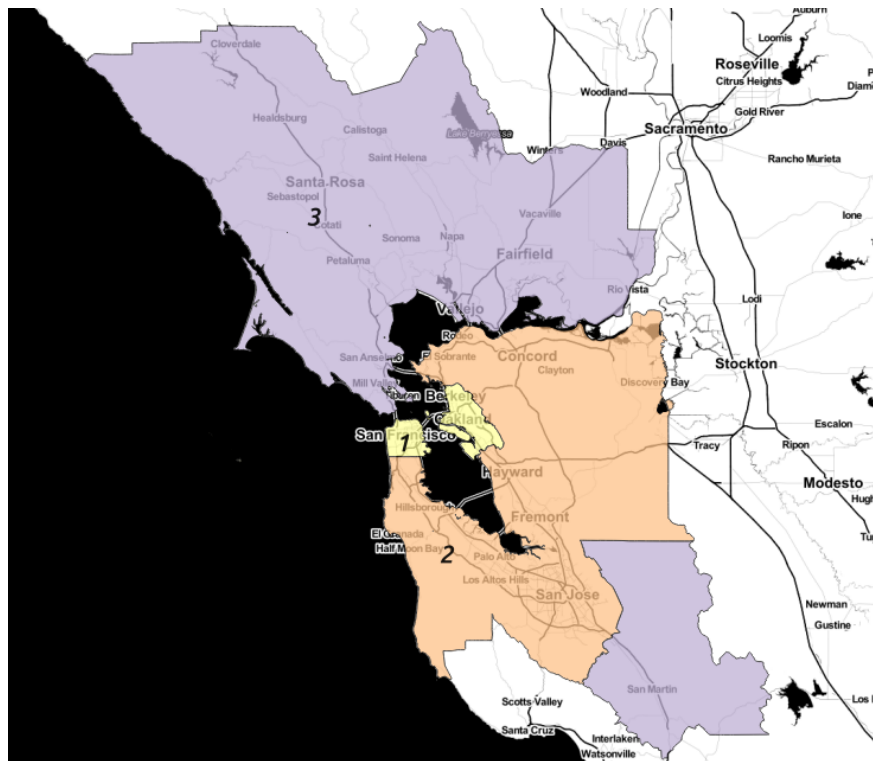 Auburn
Cloverdale
Loomis
Roseville
Citrus Heights
Woodland
Gold River
Healdsburg
Calistoga
Lake Berryessa
Sacramento
Winters
Davis
Saint Helena
Rancho Murieta
Santa Rosa
Sebastopol
3
Cotati
Vacaville
Ione
Sonoma
Napa
Petaluma
Fairfield
Rio Vista
Lodi
Vallejo
Rodeo
San Anselmo
El Sobrante
Concord
Clayton
Stockton
Mill Valley
Tiburon
Discovery Bay
Berkeley
Oakland
Escalon
San Francisco
1
Tracy
Ripon
Hayward
Modesto
Hillsborough
Fremont
El Granada
Half Moon Bay
2
Palo Alto
Los Altos Hills
San Jose
Newman
Gustine
San Martin
Scotts Valley
Santa Cruz
Interlaken
Watsonville